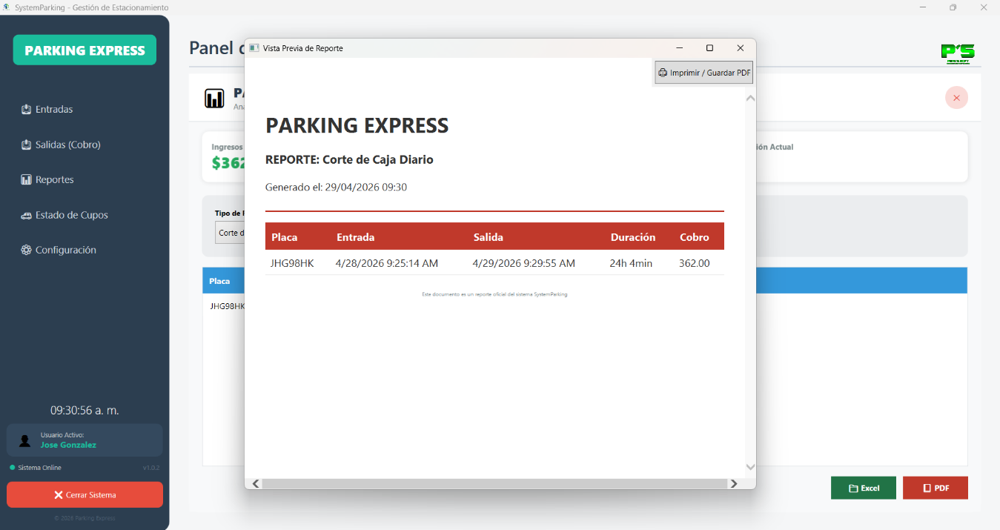 SystemParking - Gestión de Estacionamiento
PARKING EXPRESS
Entradas
Salidas (Cobro)
Reportes
Estado de Cupos
Configuración
09:30:56 a. m.
Usuario Activo:
Jose Gonzalez
Sistema Online
v1.0.2
Cerrar Sistema
Parking Express
Panel
P'S
Ingresos
$362
ión Actual
Tipo de
Corte d
Placa
JHG98HK
Vista Previa de Reporte
Imprimir / Guardar PDF
PARKING EXPRESS
REPORTE: Corte de Caja Diario
Generado el: 29/04/2026 09:30
Placa Entrada Salida Duración Cobro
JHG98HK 4/28/2026 9:25:14 AM 4/29/2026 9:29:55 AM 24h 4min 362.00
Este documento es un reporte oficial del sistema SystemParking
Excel
PDF